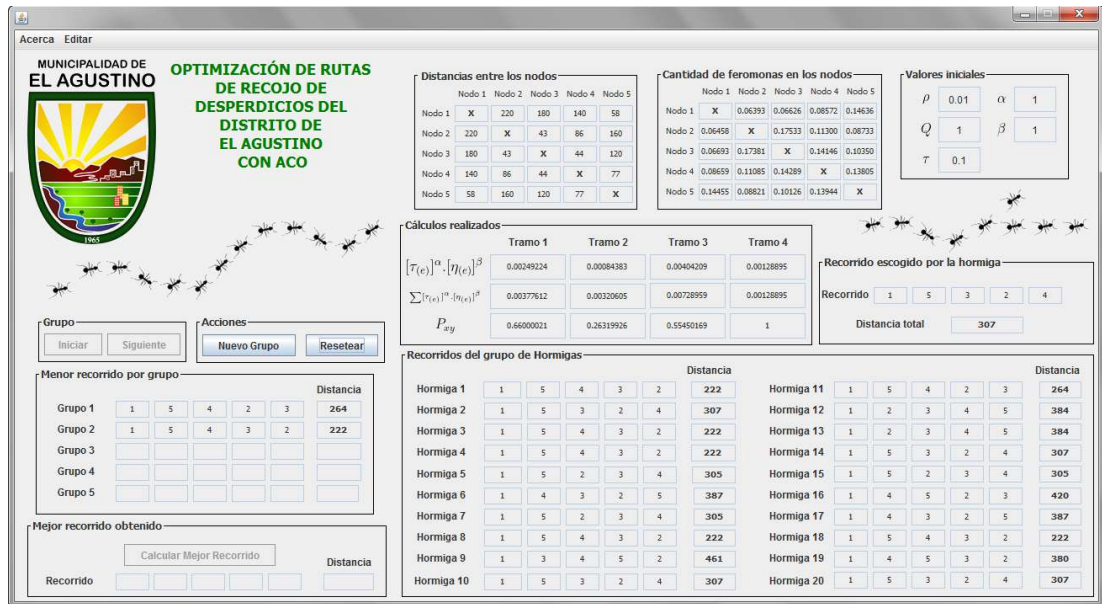 Acerca Editar
MUNICIPALIDAD DE
EL AGUSTINO
1965
OPTIMIZACIÓN DE RUTAS
DE RECOJO DE
DESPERDICIOS DEL
DISTRITO DE
EL AGUSTINO
CON ACO
Distancias entre los nodos
Nodo 1 Nodo 2 Nodo 3 Nodo 4 Nodo 5
Nodo 1 X 220 180 140 58
Nodo 2 220 X 43 86 160
Nodo 3 180 43 X 44 120
Nodo 4 140 86 44 X 77
Nodo 5 58 160 120 77 X
Cantidad de feromonas en los nodos
Nodo 1 Nodo 2 Nodo 3 Nodo 4 Nodo 5
Nodo 1 X 0.06393 0.06626 0.08572 0.14636
Nodo 2 0.06458 X 0.17533 0.11300 0.08733
Nodo 3 0.06693 0.17381 X 0.14146 0.10350
Nodo 4 0.08659 0.11085 0.14289 X 0.13805
Nodo 5 0.14455 0.08821 0.10126 0.13944 X
Valores iniciales
ρ 0.01 α 1
Q 1 β 1
τ 0.1
Cálculos realizados
Tramo 1 Tramo 2 Tramo 3 Tramo 4
[τ(e)]^α.[η(e)]^β 0.00249224 0.00084383 0.00404209 0.00128895
∑[τ(e)]^α.[η(e)]^β 0.00377612 0.00320605 0.00728959 0.00128895
Pxy 0.66000021 0.26319926 0.55450169 1
Recorrido escogido por la hormiga
Recorrido 1 5 3 2 4
Distancia total 307
Grupo
Iniciar Siguiente
Acciones
Nuevo Grupo Resetear
Menor recorrido por grupo
Distancia
Grupo 1 1 5 4 2 3 264
Grupo 2 1 5 4 3 2 222
Grupo 3
Grupo 4
Grupo 5
Mejor recorrido obtenido
Calcular Mejor Recorrido
Distancia
Recorrido
Recorridos del grupo de Hormigas
Distancia
Hormiga 1 1 5 4 3 2 222
Hormiga 2 1 5 3 2 4 307
Hormiga 3 1 5 4 3 2 222
Hormiga 4 1 5 4 3 2 222
Hormiga 5 1 5 2 3 4 305
Hormiga 6 1 4 3 2 5 387
Hormiga 7 1 5 2 3 4 305
Hormiga 8 1 5 4 3 2 222
Hormiga 9 1 3 4 5 2 461
Hormiga 10 1 5 3 2 4 307
Distancia
Hormiga 11 1 5 4 2 3 264
Hormiga 12 1 2 3 4 5 384
Hormiga 13 1 2 3 4 5 384
Hormiga 14 1 5 3 2 4 307
Hormiga 15 1 5 2 3 4 305
Hormiga 16 1 4 5 2 3 420
Hormiga 17 1 4 3 2 5 387
Hormiga 18 1 5 4 3 2 222
Hormiga 19 1 4 5 3 2 380
Hormiga 20 1 5 3 2 4 307